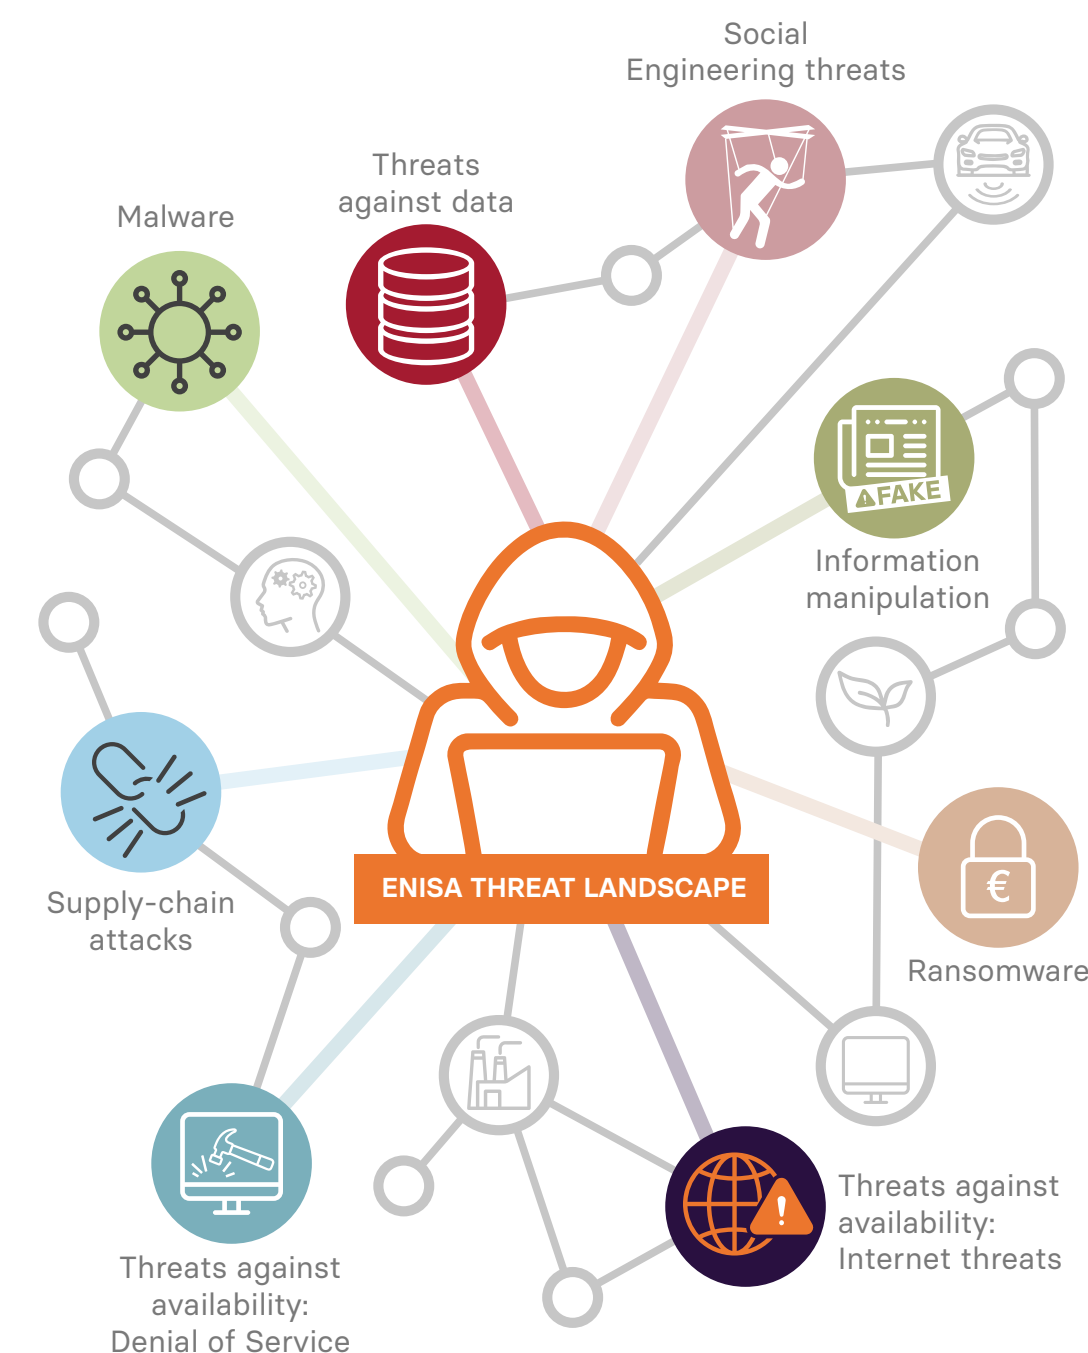 Social
Engineering threats
Threats
against data
Malware
FAKE
Information
manipulation
ENISA THREAT LANDSCAPE
€
Supply-chain
attacks
Ransomware
Threats against
availability:
Internet threats
Threats against
availability:
Denial of Service